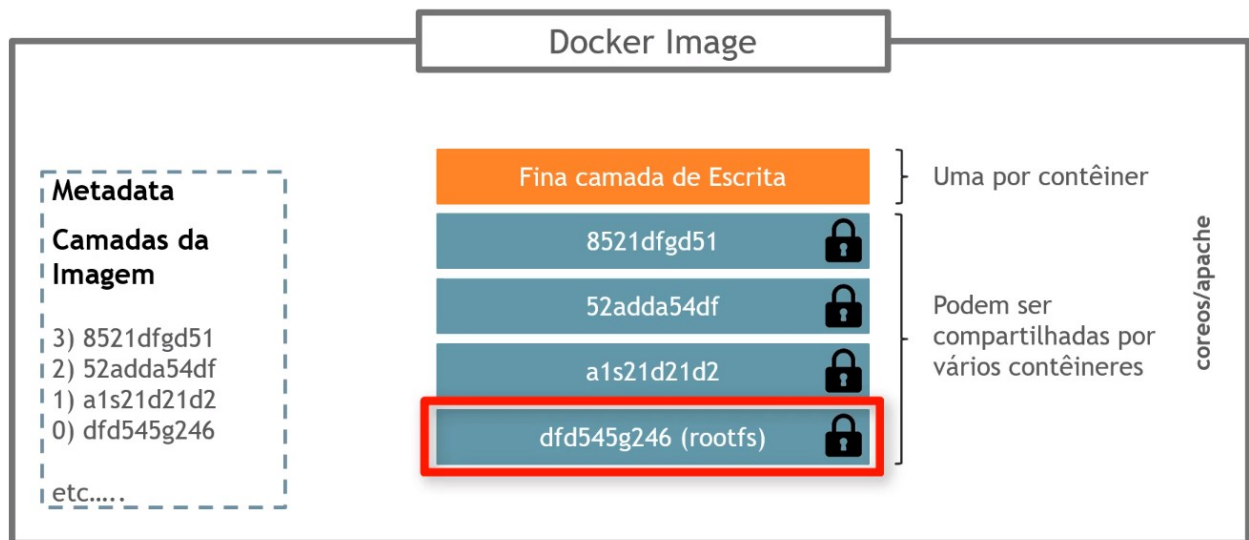 Docker Image
Metadata
Camadas da
Imagem
3) 8521dfgd51
2) 52adda54df
1) a1s21d21d2
0) dfd545g246
etc.....
Fina camada de Escrita
8521dfgd51
52adda54df
a1s21d21d2
dfd545g246 (rootfs)
Uma por contêiner
Podem ser
compartilhadas por
vários contêineres
coreos/apache